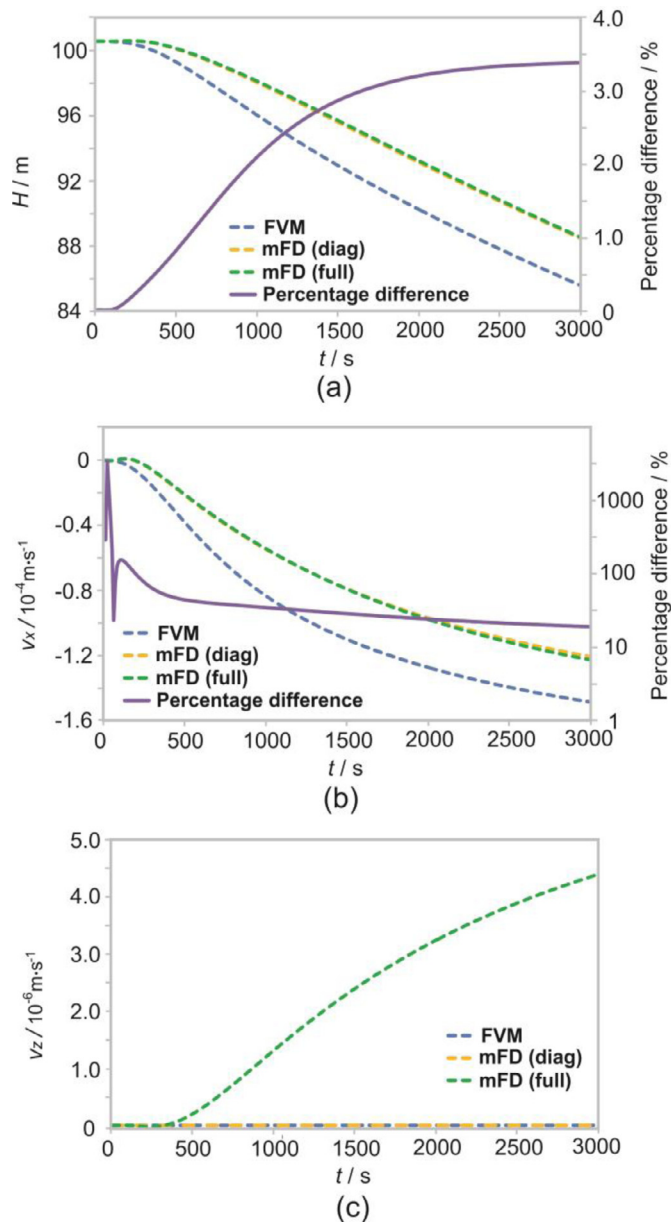 100
96
92
88
84
H / m
4.0
3.0
2.0
1.0
0
Percentage difference / %
FVM
mFD (diag)
mFD (full)
Percentage difference
0 500 1000 1500 2000 2500 3000
t / s
(a)
0
-0.4
-0.8
-1.2
-1.6
vx / 10-4m·s-1
1000
100
10
1
Percentage difference / %
FVM
mFD (diag)
mFD (full)
Percentage difference
0 500 1000 1500 2000 2500 3000
t / s
(b)
5.0
4.0
3.0
2.0
1.0
0
vz / 10-6m·s-1
FVM
mFD (diag)
mFD (full)
0 500 1000 1500 2000 2500 3000
t / s
(c)